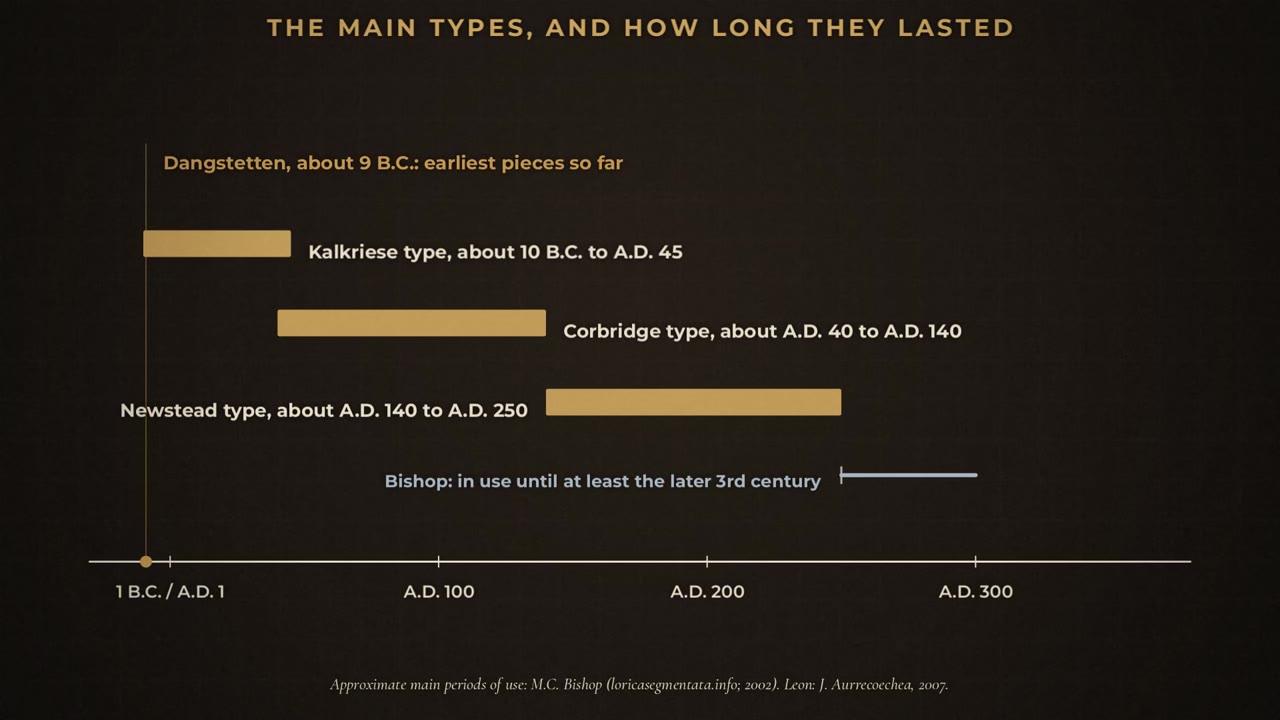 THE MAIN TYPES, AND HOW LONG THEY LASTED
Dangstetten, about 9 B.C.: earliest pieces so far
Kalkriese type, about 10 B.C. to A.D. 45
Corbridge type, about A.D. 40 to A.D. 140
Newstead type, about A.D. 140 to A.D. 250
Bishop: in use until at least the later 3rd century
1 B.C. / A.D. 1
A.D. 100
A.D. 200
A.D. 300
Approximate main periods of use: M.C. Bishop (loricasegmentata.info; 2002). Leon: J. Aurrecoechea, 2007.